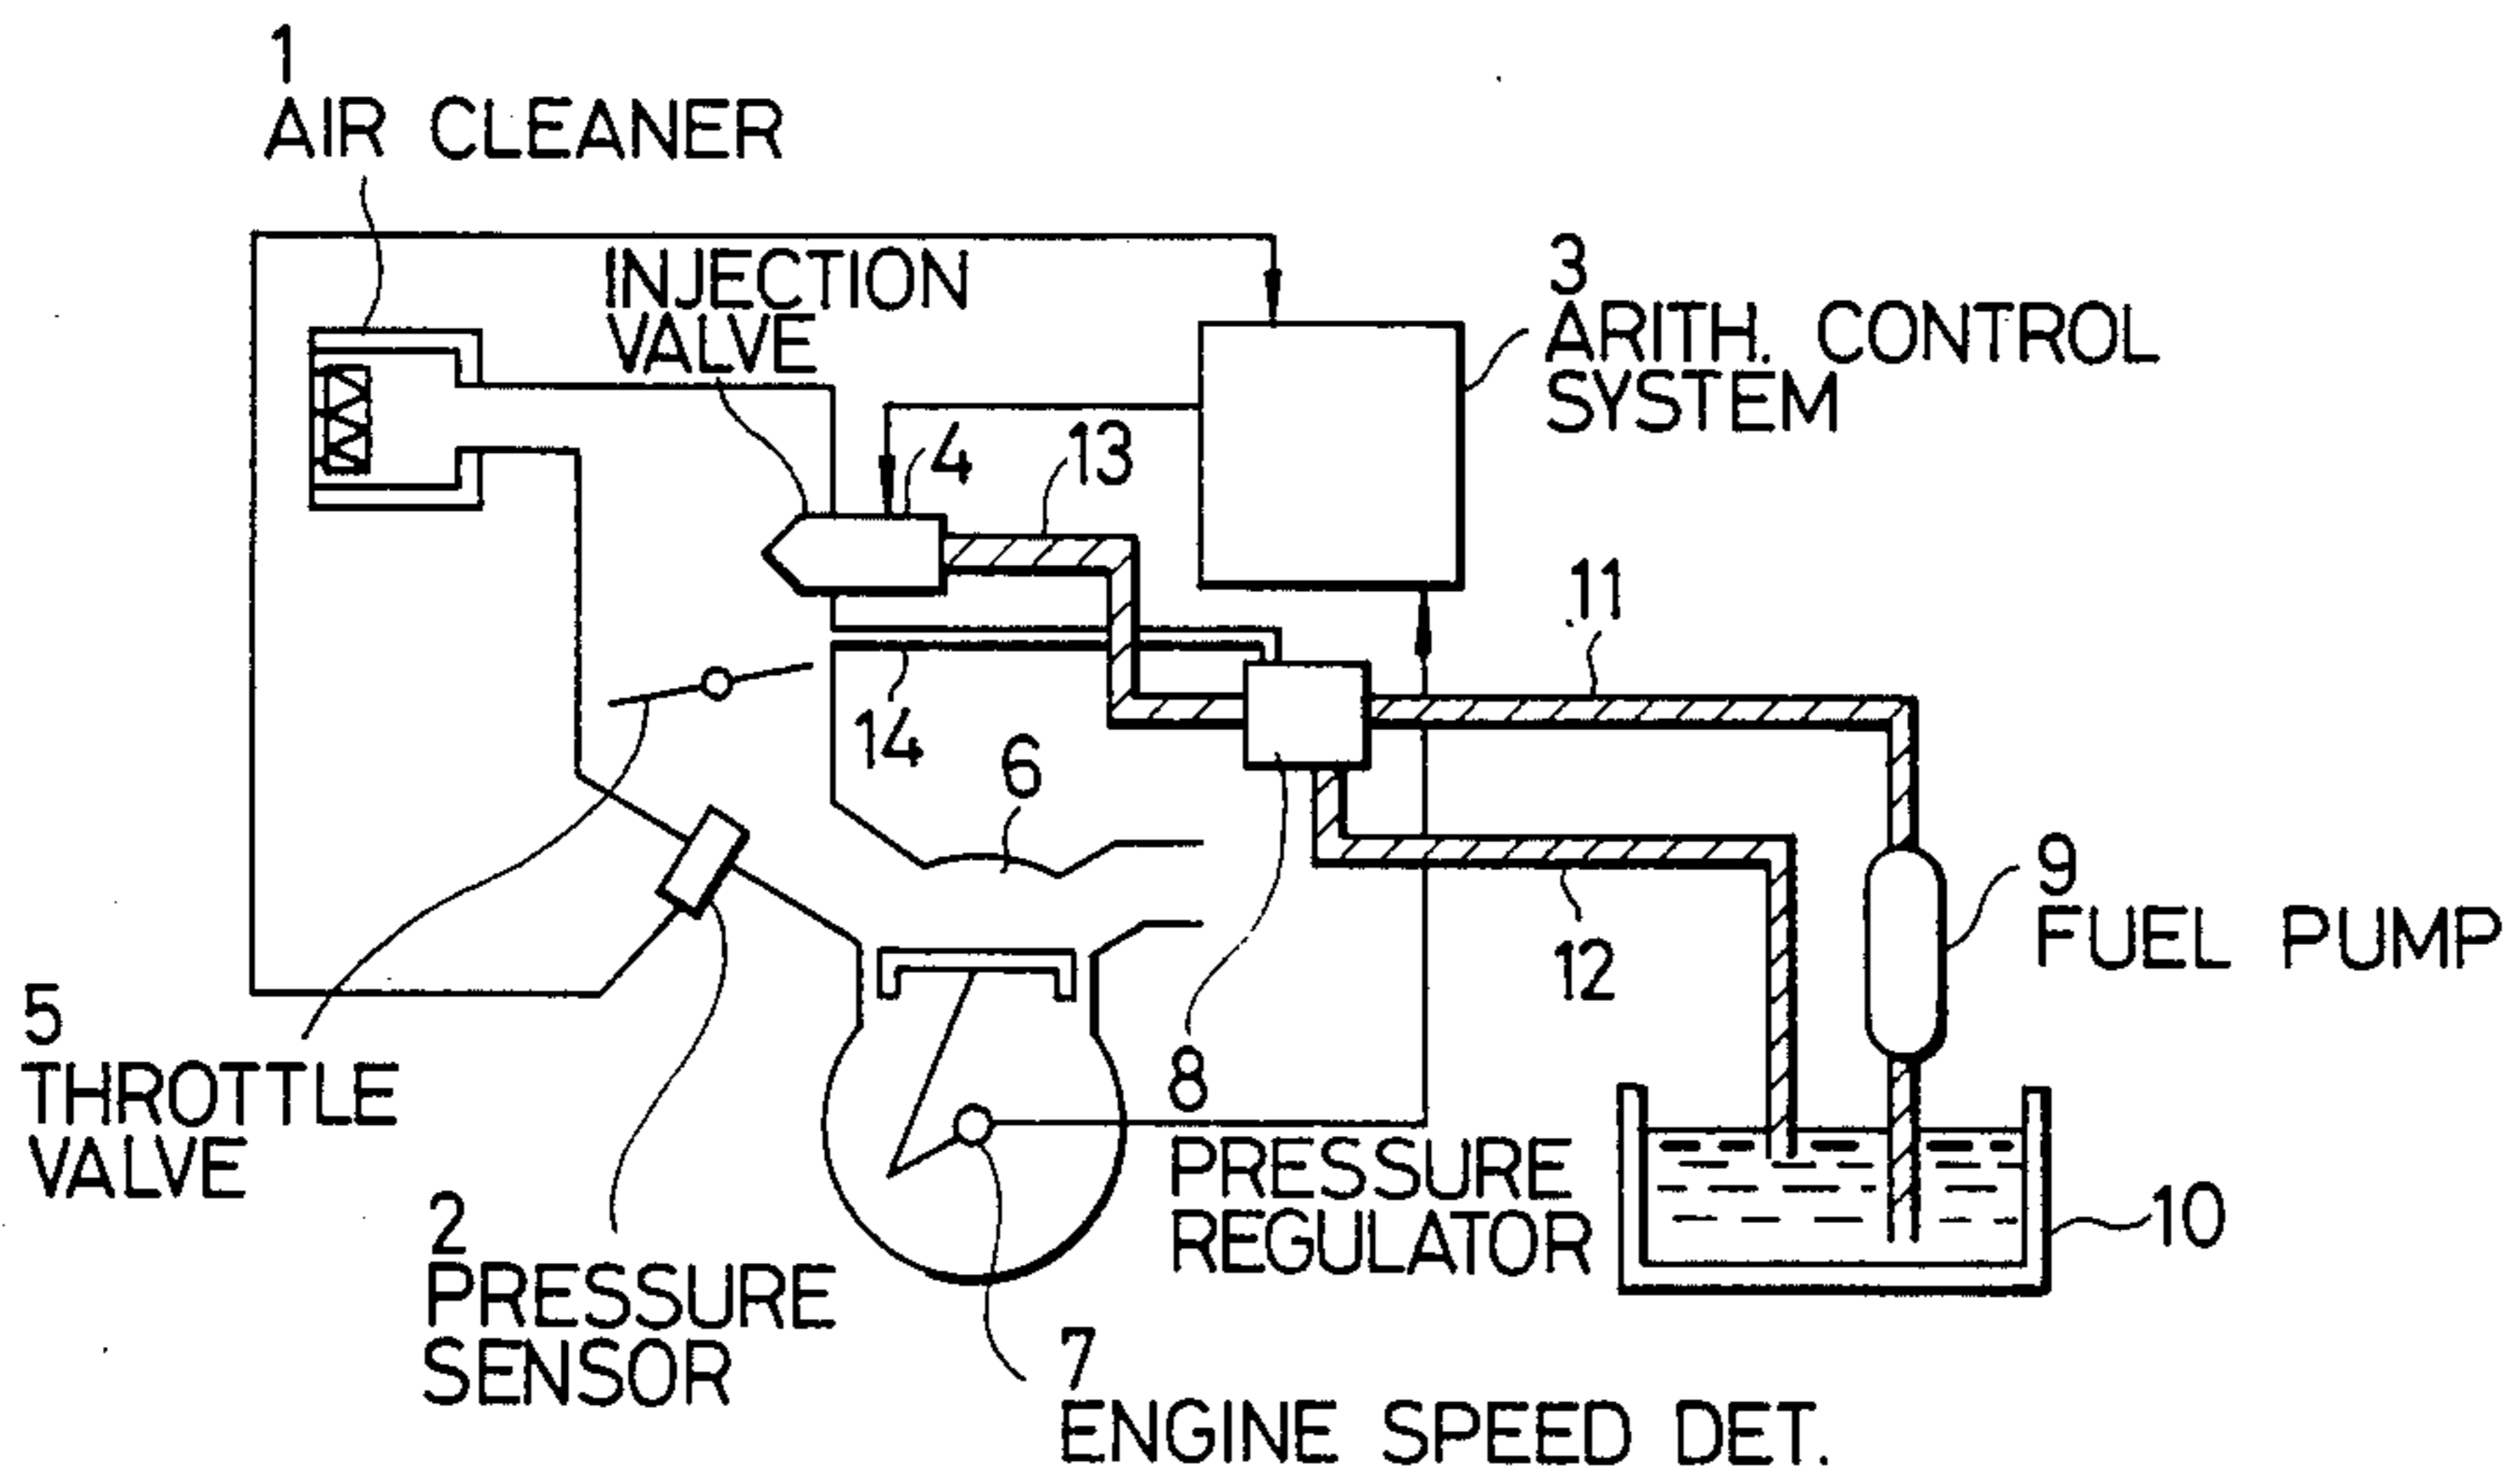 1
AIR CLEANER
INJECTION
VALVE
3
ARITH. CONTROL
SYSTEM
4
13
11
14
6
9
FUEL PUMP
12
5
THROTTLE
VALVE
8
PRESSURE
REGULATOR
10
2
PRESSURE
SENSOR
7
ENGINE SPEED DET.